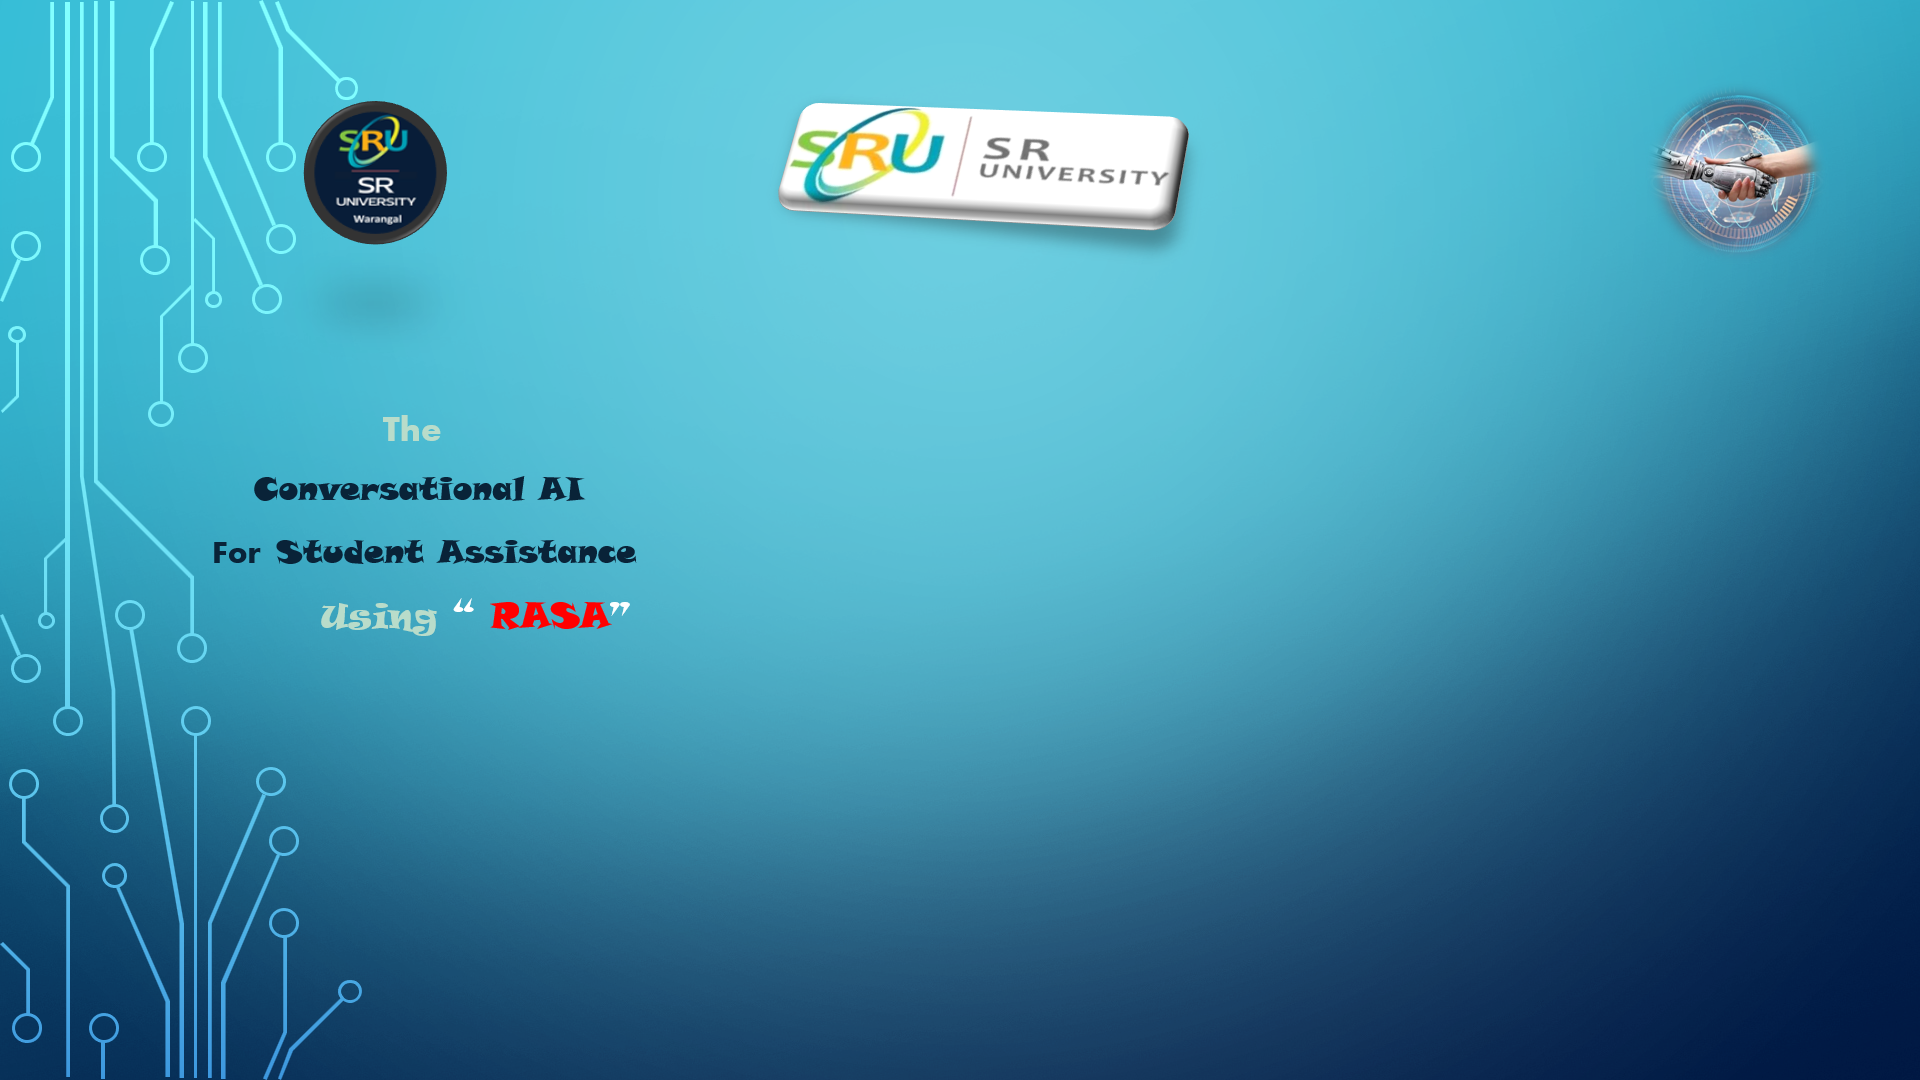 SRU
SR
UNIVERSITY
Warangal
SRU
SR
UNIVERSITY
The
Conversational AI
For Student Assistance
Using “ RASA”